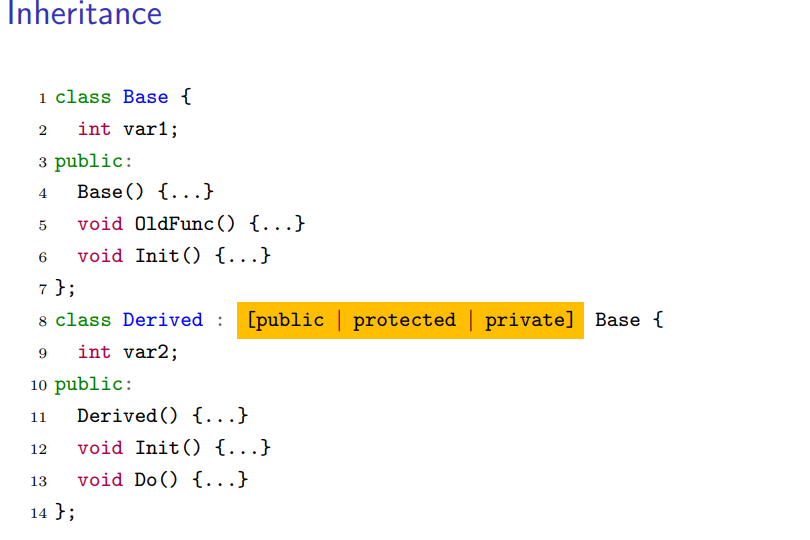 Inheritance
1 class Base {
2   int var1;
3 public:
4   Base() {...}
5   void OldFunc() {...}
6   void Init() {...}
7 };
8 class Derived : [public | protected | private] Base {
9   int var2;
10 public:
11   Derived() {...}
12   void Init() {...}
13   void Do() {...}
14 };